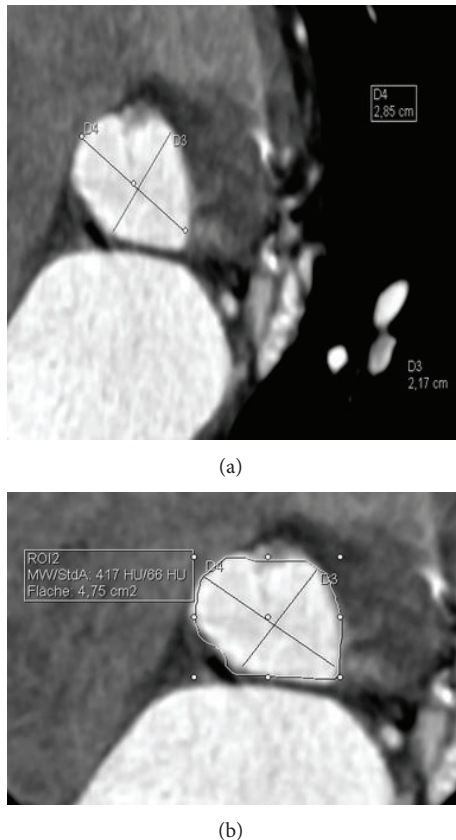 D4
2,85 cm
D4
D3
D3
2,17 cm
(a)
ROI2
MW/StdA: 417 HU/66 HU
Fläche: 4,75 cm2
D4
D3
(b)